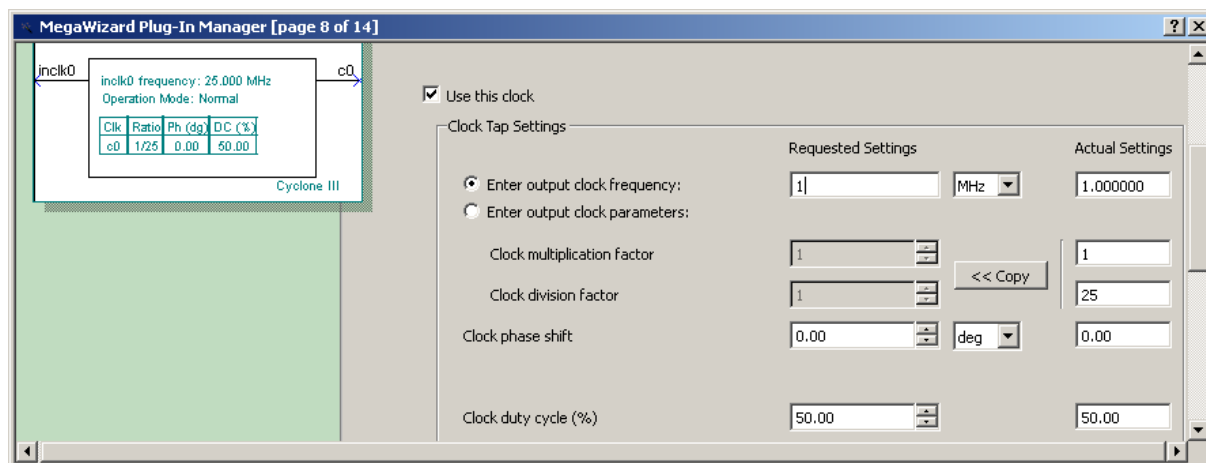 MegaWizard Plug-In Manager [page 8 of 14]
inclk0
c0
inclk0 frequency: 25.000 MHz
Operation Mode: Normal
Clk Ratio Ph (dg) DC (%)
c0 1/25 0.00 50.00
Cyclone III
Use this clock
Clock Tap Settings
Requested Settings Actual Settings
Enter output clock frequency: 1 MHz 1.000000
Enter output clock parameters:
Clock multiplication factor 1 1
<< Copy
Clock division factor 1 25
Clock phase shift 0.00 deg 0.00
Clock duty cycle (%) 50.00 50.00